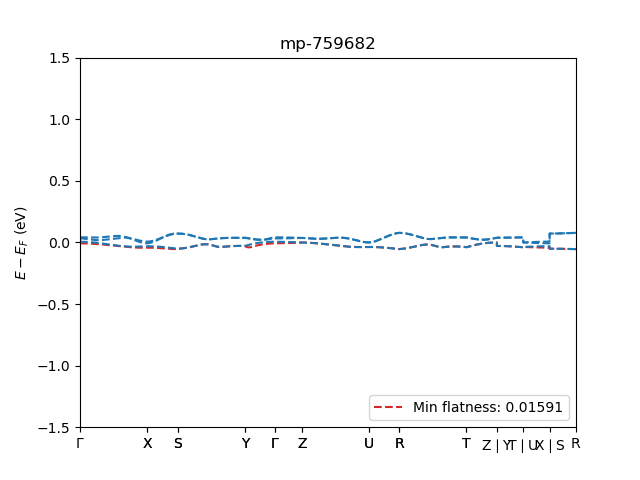 mp-759682
1.5
1.0
0.5
0.0
−0.5
−1.0
−1.5
E − E_F (eV)
Min flatness: 0.01591
Γ X S Y Γ Z U R T Z | Y T | U X | S R